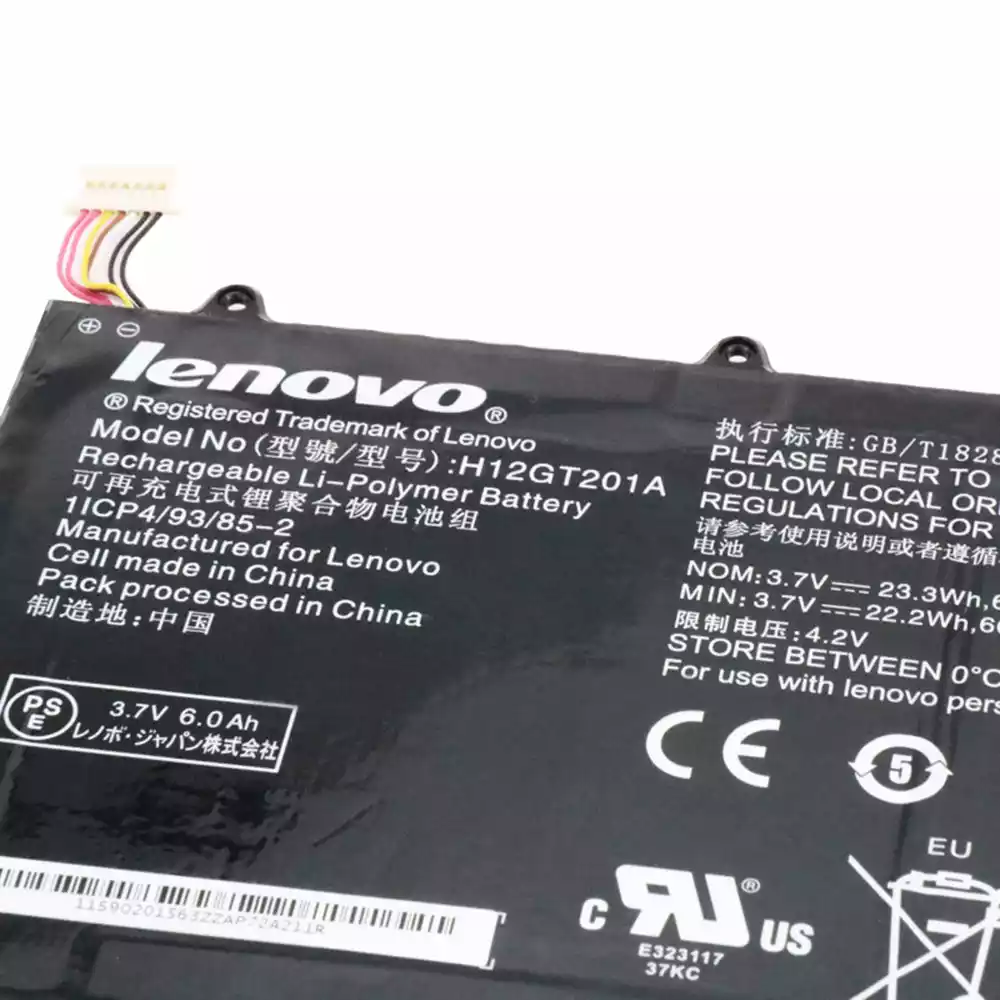 ⊕ ⊖
lenovo®
® Registered Trademark of Lenovo
Model No (型號/型号):H12GT201A
Rechargeable Li-Polymer Battery
可再充电式锂聚合物电池组
1ICP4/93/85-2
Manufactured for Lenovo
Cell made in China
Pack processed in China
制造地:中国
PSE
3.7V 6.0Ah
レノボ・ジャパン株式会社
执行标准:GB/T1828
PLEASE REFER TO
FOLLOW LOCAL OR
REGULATIONS FOR
请参考使用说明或者遵循
电池
NOM:3.7V 23.3Wh,6
MIN:3.7V 22.2Wh,60
限制电压:4.2V
STORE BETWEEN 0°C
For use with lenovo pers
CE
5
EU
c RU® US
E323117
37KC